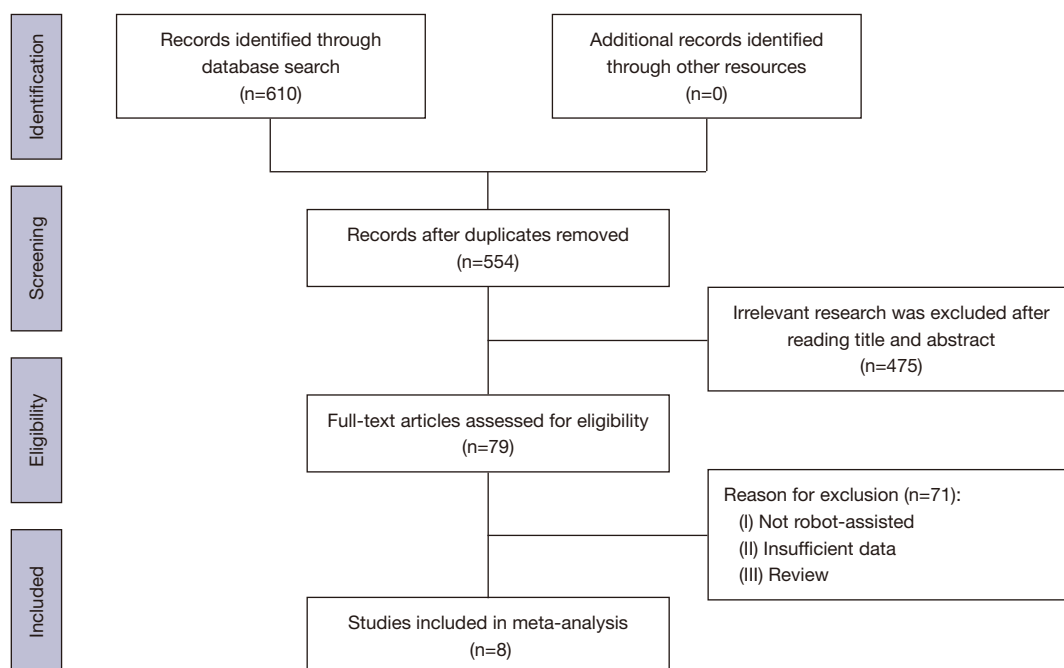 Identification
Records identified through
database search
(n=610)
Additional records identified
through other resources
(n=0)
Screening
Records after duplicates removed
(n=554)
Irrelevant research was excluded after
reading title and abstract
(n=475)
Eligibility
Full-text articles assessed for eligibility
(n=79)
Reason for exclusion (n=71):
(I) Not robot-assisted
(II) Insufficient data
(III) Review
Included
Studies included in meta-analysis
(n=8)